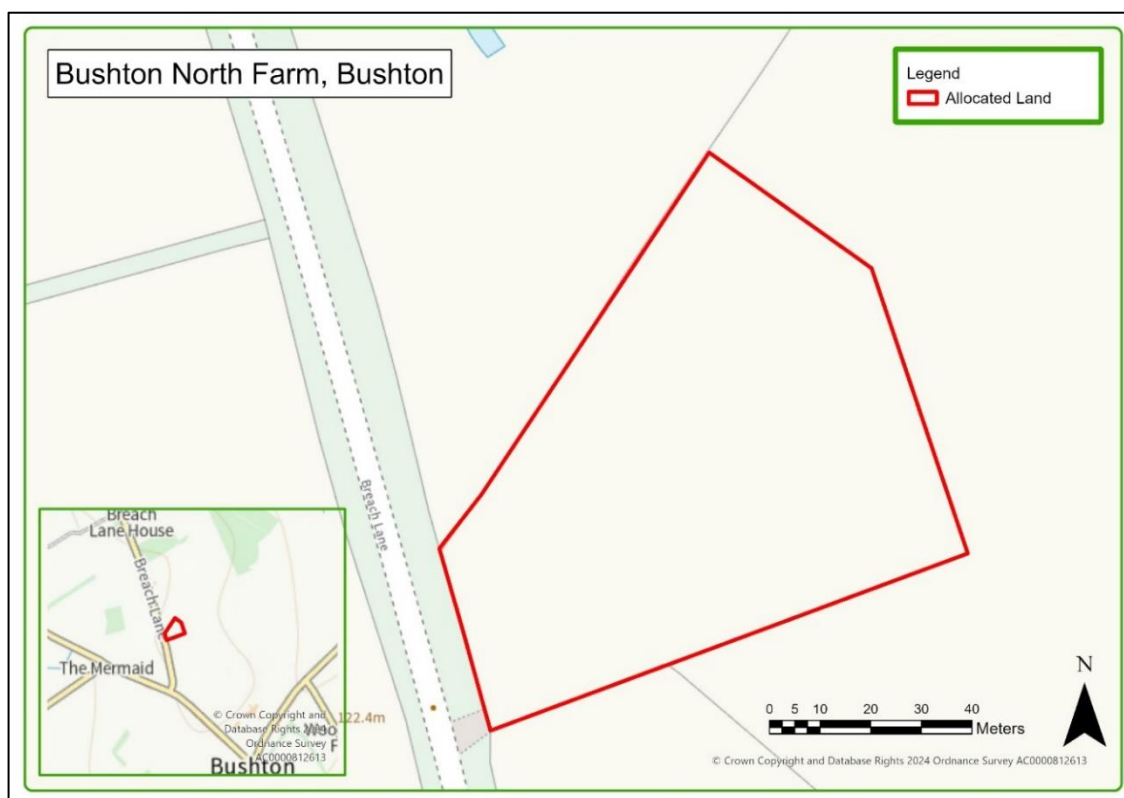 Bushton North Farm, Bushton
Legend
Allocated Land
Breach Lane
Breach
Lane House
Breach Lane
The Mermaid
© Crown Copyright and
Database Rights
Ordnance Survey
AC0000812613
122.4m
Bushton
N
0 5 10 20 30 40
Meters
© Crown Copyright and Database Rights 2024 Ordnance Survey AC0000812613